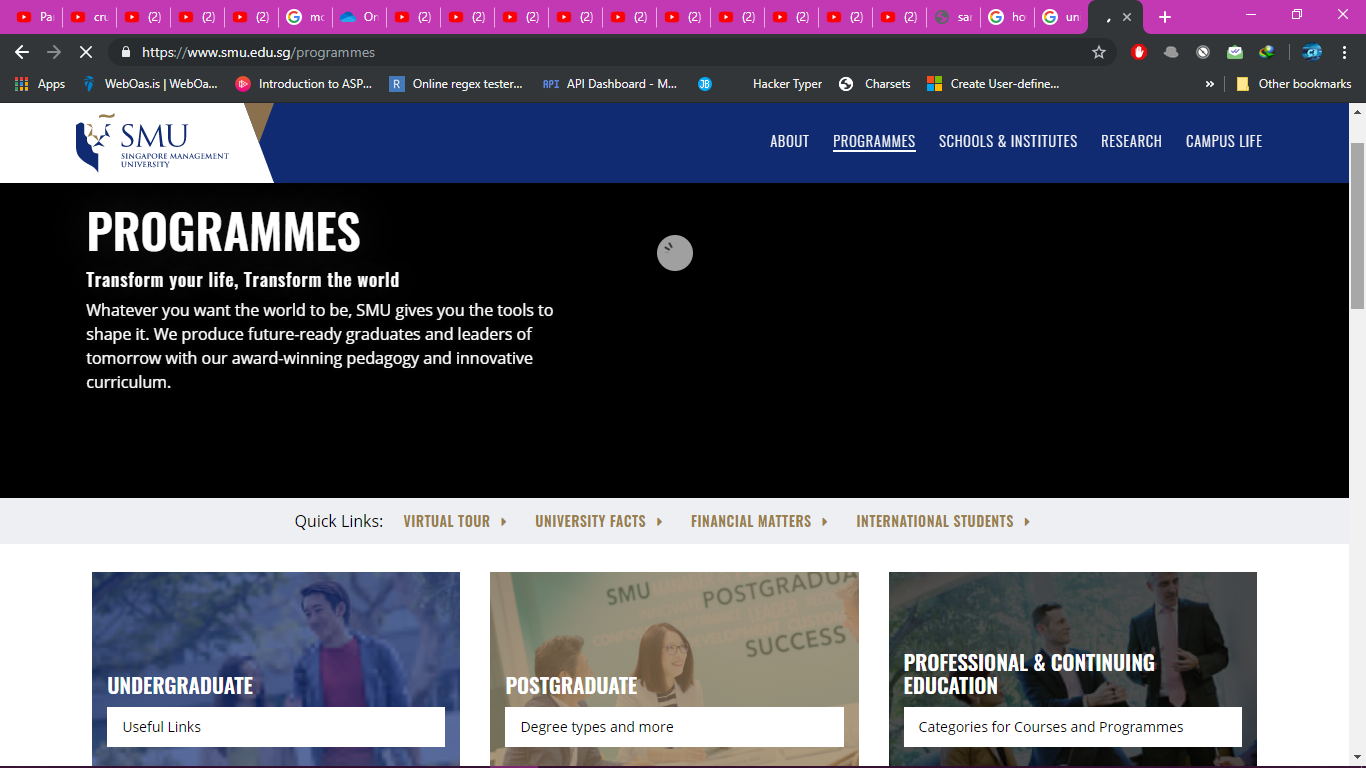 Pa
cru
(2)
(2)
(2)
mo
On
(2)
(2)
(2)
(2)
(2)
(2)
(2)
(2)
(2)
(2)
sar
ho
uni
https://www.smu.edu.sg/programmes
Apps
WebOas.is | WebOa...
Introduction to ASP...
R
Online regex tester...
API
API Dashboard - M...
JB
Hacker Typer
Charsets
Create User-define...
»
Other bookmarks
SMU
SINGAPORE MANAGEMENT
UNIVERSITY
ABOUT
PROGRAMMES
SCHOOLS & INSTITUTES
RESEARCH
CAMPUS LIFE
PROGRAMMES
Transform your life, Transform the world
Whatever you want the world to be, SMU gives you the tools to
shape it. We produce future-ready graduates and leaders of
tomorrow with our award-winning pedagogy and innovative
curriculum.
Quick Links:
VIRTUAL TOUR
UNIVERSITY FACTS
FINANCIAL MATTERS
INTERNATIONAL STUDENTS
UNDERGRADUATE
Useful Links
SMU
POSTGRADUA
LEADER
SUCCESS
POSTGRADUATE
Degree types and more
PROFESSIONAL & CONTINUING
EDUCATION
Categories for Courses and Programmes